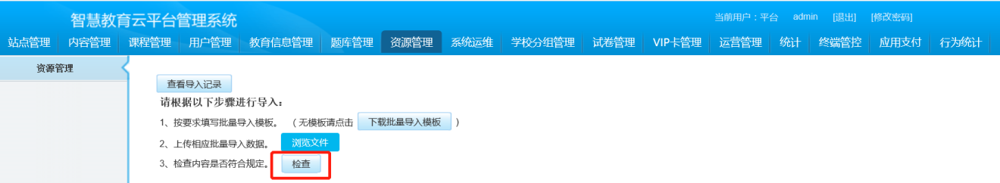 智慧教育云平台管理系统
当前用户：平台 admin [退出] [修改密码]
站点管理 内容管理 课程管理 用户管理 教育信息管理 题库管理 资源管理 系统运维 学校分组管理 试卷管理 VIP卡管理 运营管理 统计 终端管控 应用支付 行为统计
资源管理
查看导入记录
请根据以下步骤进行导入：
1、按要求填写批量导入模板。 （无模板请点击 下载批量导入模板 ）
2、上传相应批量导入数据。 浏览文件
3、检查内容是否符合规定。 检查